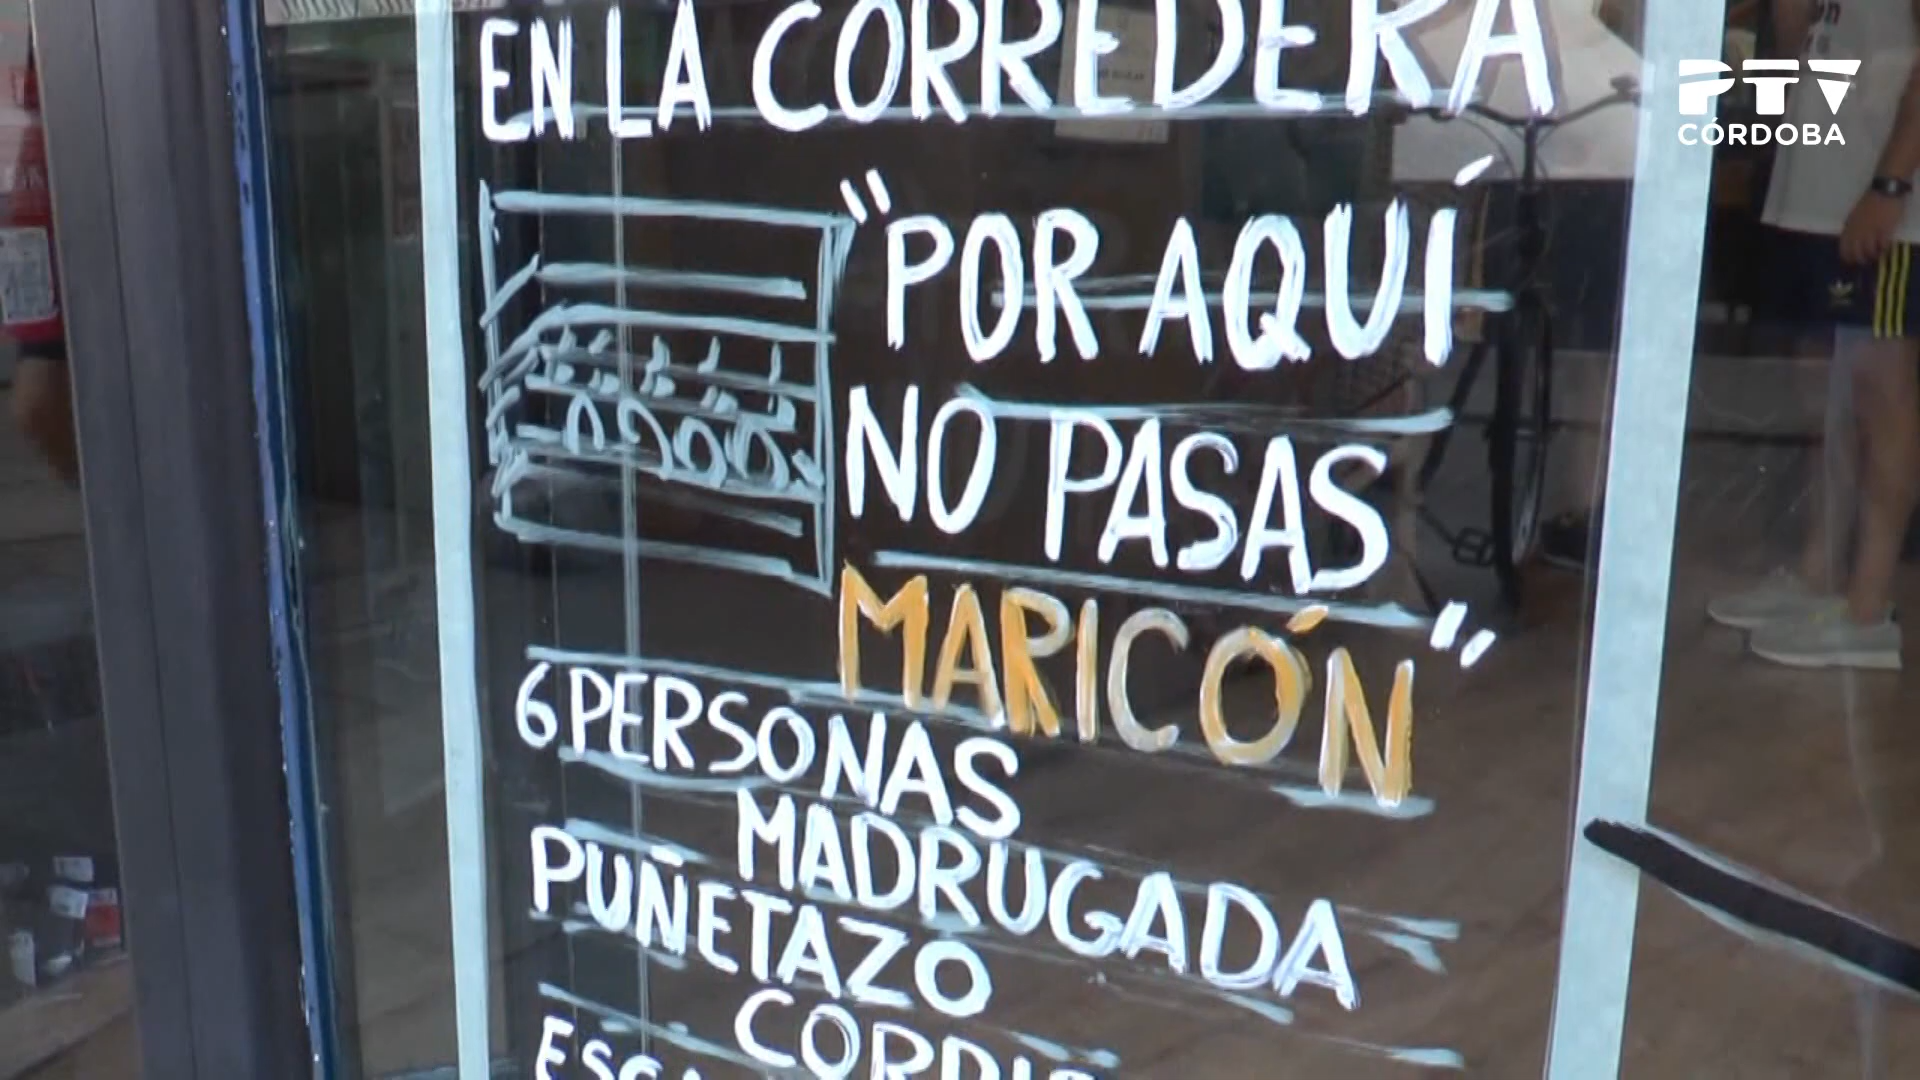 EN LA CORREDERA
PTV
CÓRDOBA
"POR AQUÍ
NO PASAS
MARICÓN"
6 PERSONAS
MADRUGADA
PUÑETAZO